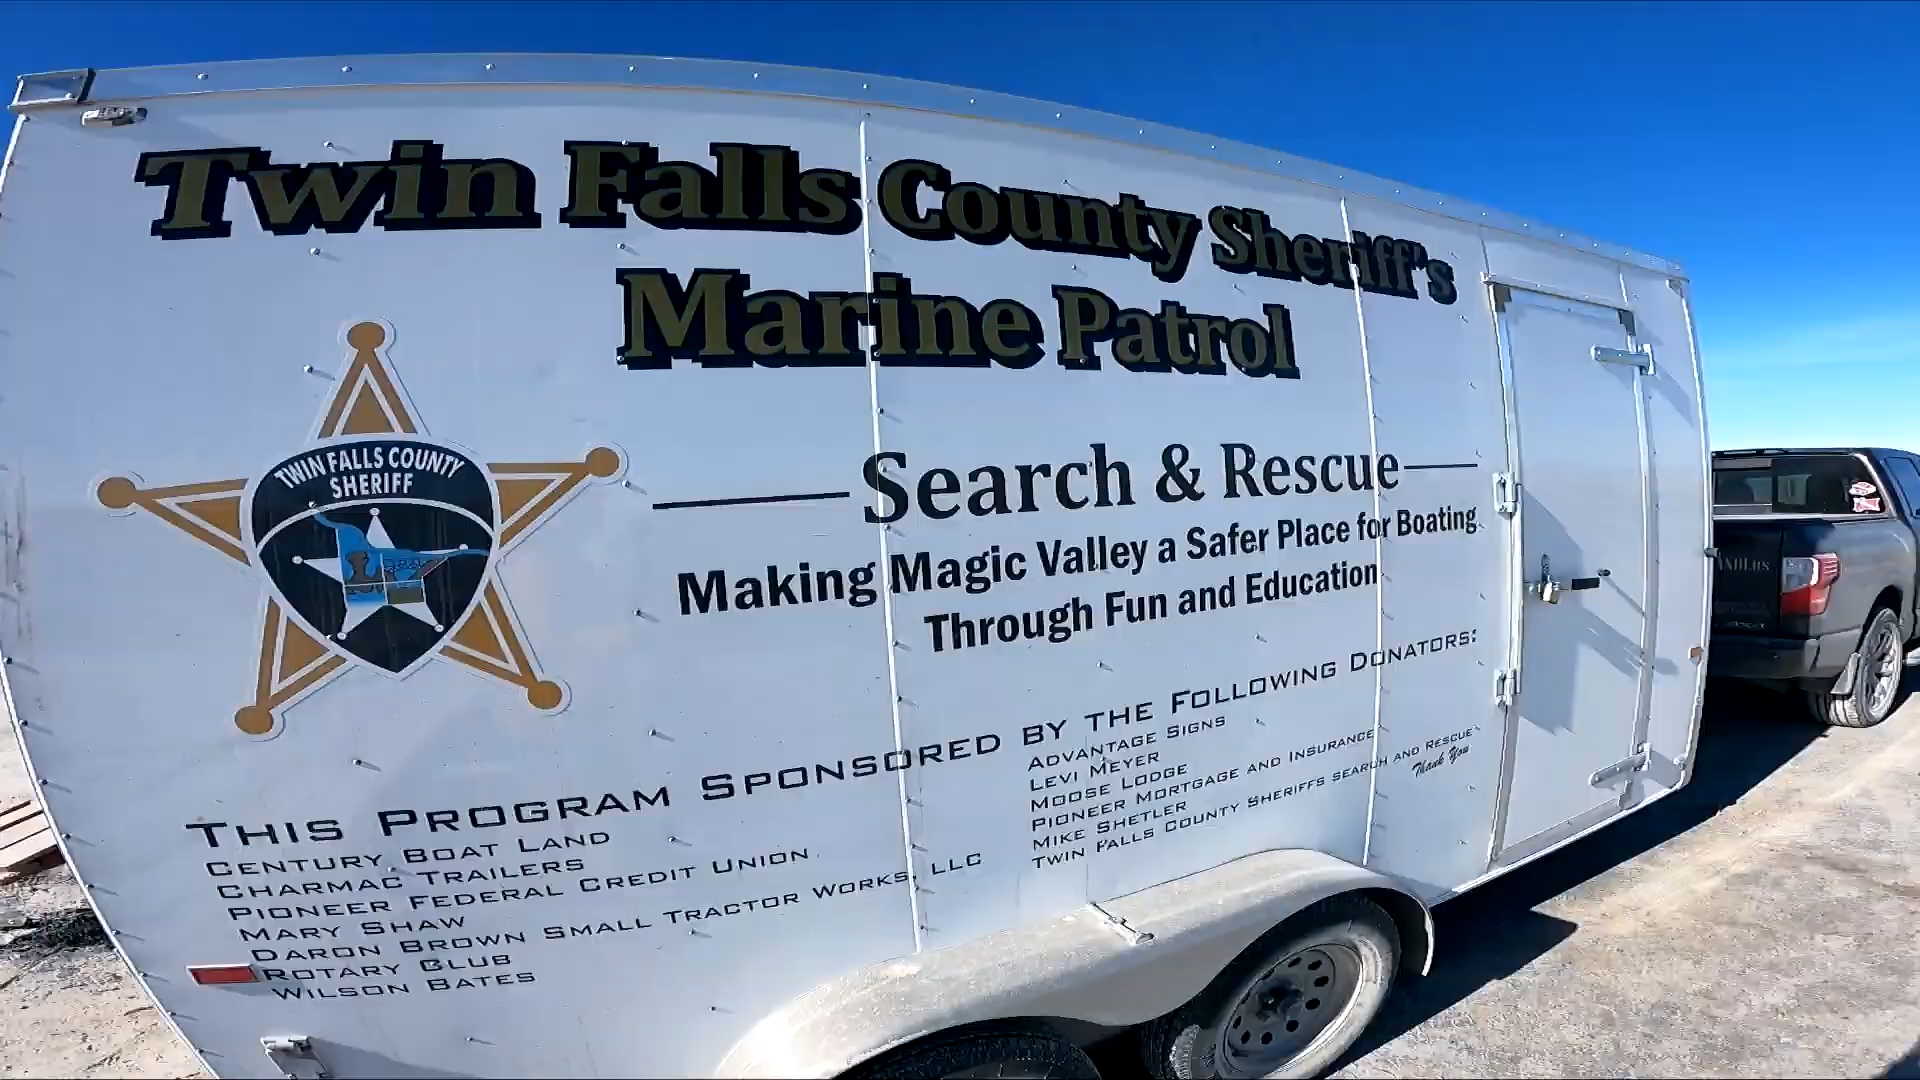 Twin Falls County Sheriff's
Marine Patrol
TWIN FALLS COUNTY
SHERIFF
Search & Rescue
Making Magic Valley a Safer Place for Boating
Through Fun and Education
THIS PROGRAM SPONSORED BY THE FOLLOWING DONATORS:
CENTURY BOAT LAND
CHARMAC TRAILERS
PIONEER FEDERAL CREDIT UNION
MARY SHAW
DARON BROWN SMALL TRACTOR WORKS, LLC
ROTARY CLUB
WILSON BATES
ADVANTAGE SIGNS
LEVI MEYER
MOOSE LODGE
PIONEER MORTGAGE AND INSURANCE
MIKE SHETLER
TWIN FALLS COUNTY SHERIFFS SEARCH AND RESCUE
Thank You